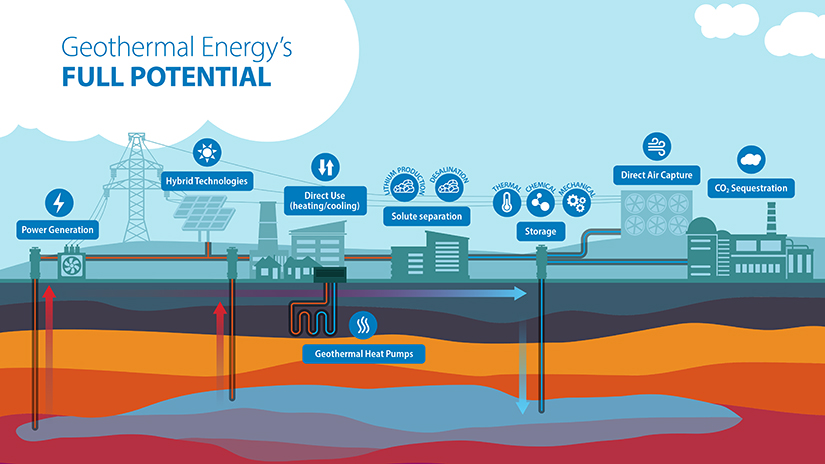 Geothermal Energy's
FULL POTENTIAL
Power Generation
Hybrid Technologies
Direct Use
(heating/cooling)
LITHIUM PRODUCTION
DESALINATION
Solute separation
THERMAL
CHEMICAL
MECHANICAL
Storage
Direct Air Capture
CO₂ Sequestration
Geothermal Heat Pumps